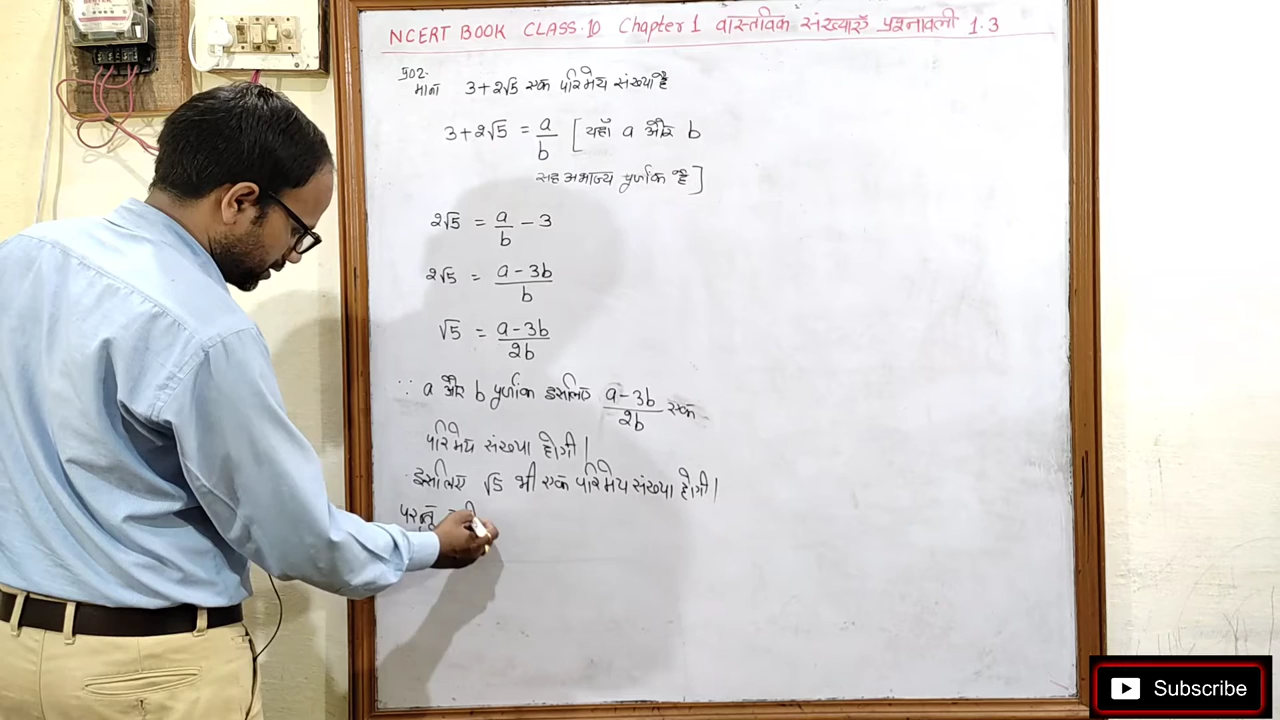 NCERT BOOK CLASS.10 Chapter 1 वास्तविक संख्याएँ प्रश्नावली 1.3
प्र02.
माना 3+2√5 एक परिमेय संख्या है
3+2√5 = a/b [यहाँ a और b
सह अभाज्य पूर्णांक है]
2√5 = a/b - 3
2√5 = (a-3b)/b
√5 = (a-3b)/2b
∵ a और b पूर्णांक इसलिए (a-3b)/2b एक
परिमेय संख्या होगी।
इसलिए √5 भी एक परिमेय संख्या होगी।
परन्तु
Subscribe